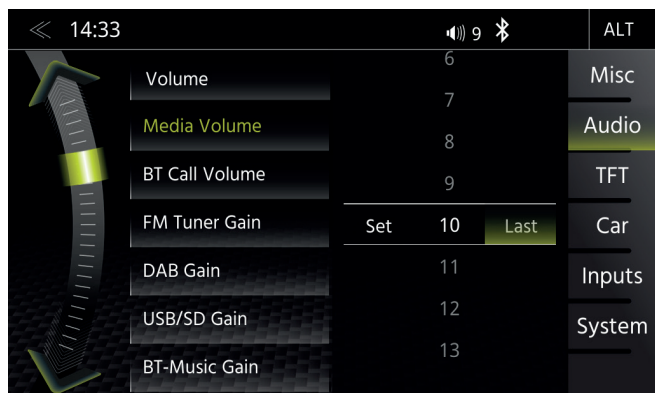 14:33 9 ALT
Volume
Media Volume
BT Call Volume
FM Tuner Gain
DAB Gain
USB/SD Gain
BT-Music Gain
6
7
8
9
Set 10 Last
11
12
13
Misc
Audio
TFT
Car
Inputs
System